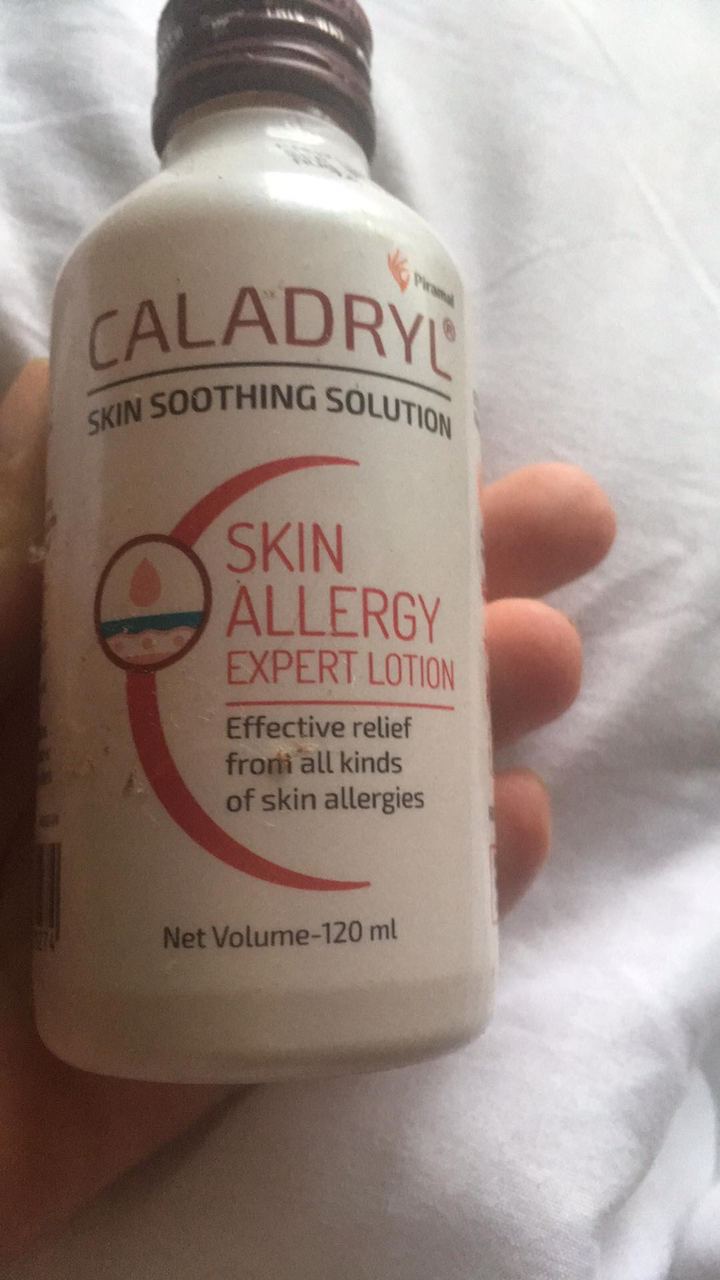 Piramal
CALADRYL®
SKIN SOOTHING SOLUTION
SKIN
ALLERGY
EXPERT LOTION
Effective relief
from all kinds
of skin allergies
Net Volume-120 ml